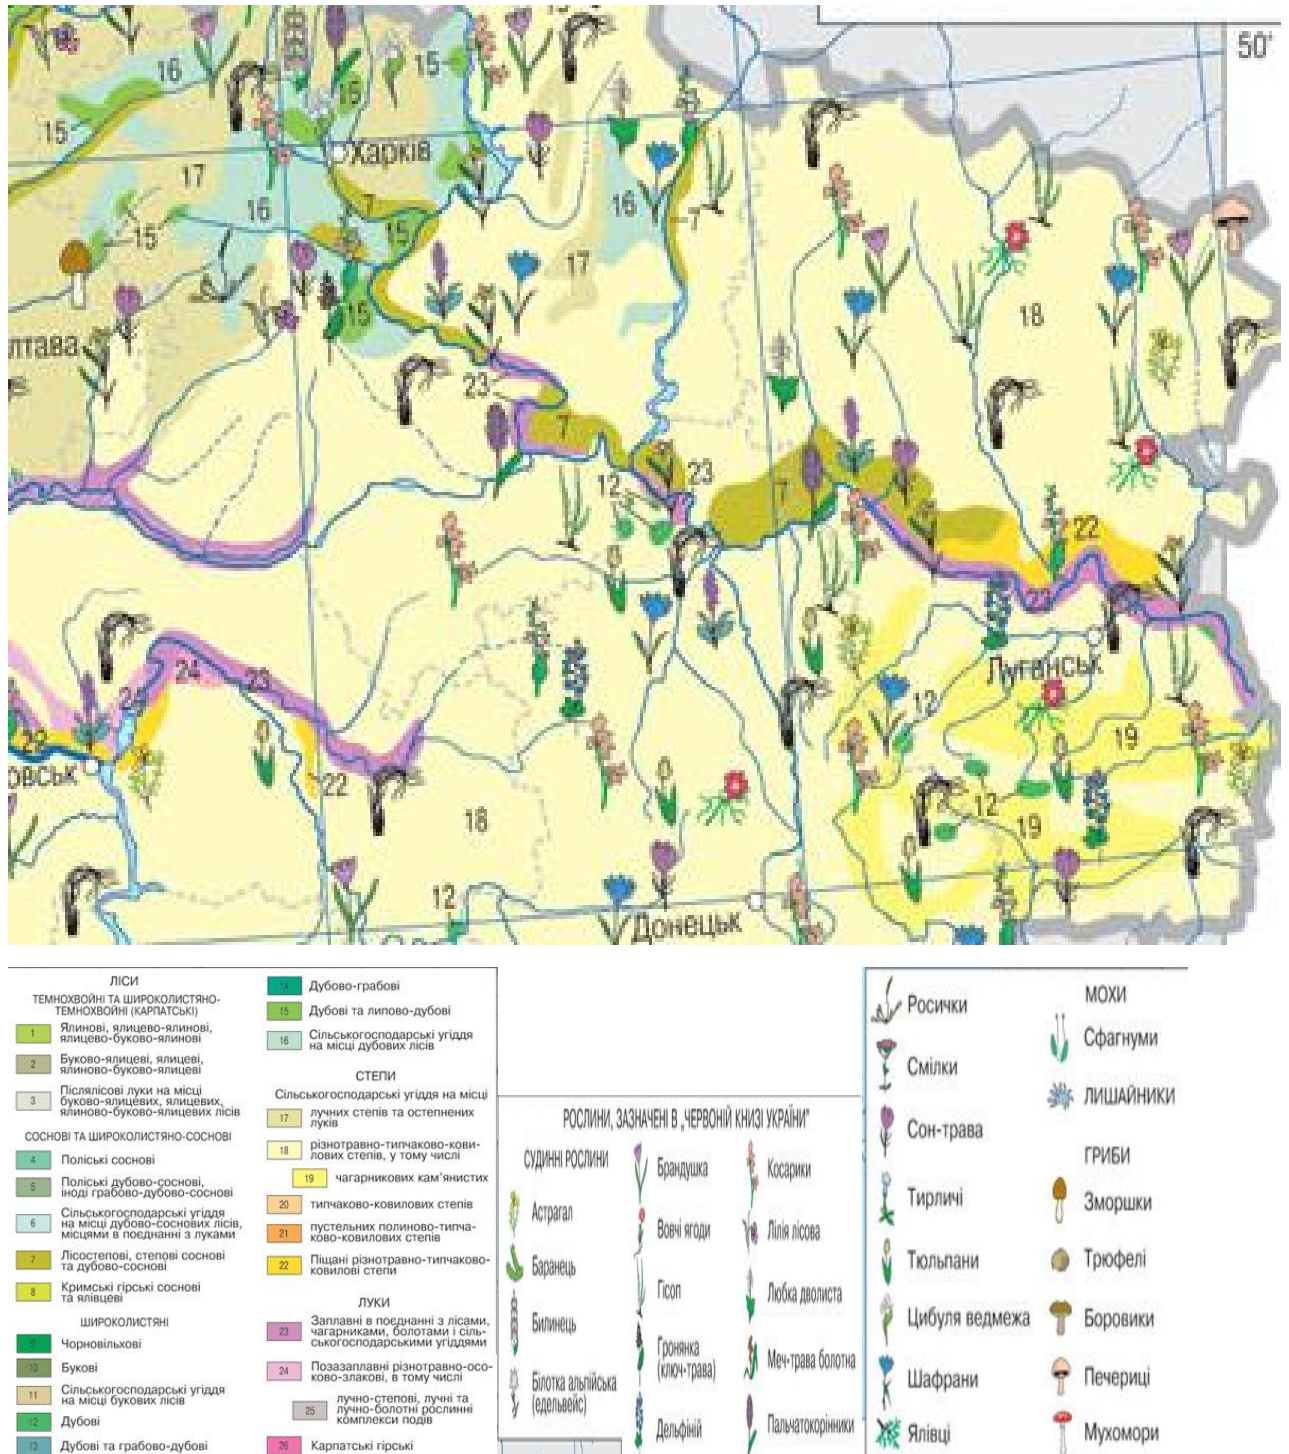 50°
16
15
15
16
15
Харків
17
16
16
7
7
15
15
17
15
18
лтава
23
7
23
12
7
22
23
Луганськ
24
23
25
12
19
22
овськ
22
18
12
19
12
Донецьк
ЛІСИ
ТЕМНОХВОЙНІ ТА ШИРОКОЛИСТЯНО-
ТЕМНОХВОЙНІ (КАРПАТСЬКІ)
1 Ялинові, ялицево-ялинові,
ялицево-буково-ялинові
2 Буково-ялицеві, ялицеві,
ялиново-буково-ялицеві
3 Післялісові луки на місці
буково-ялицевих, ялицевих,
ялиново-буково-ялицевих лісів
СОСНОВІ ТА ШИРОКОЛИСТЯНО-СОСНОВІ
4 Поліські соснові
5 Поліські дубово-соснові,
іноді грабово-дубово-соснові
6 Сільськогосподарські угіддя
на місці дубово-соснових лісів,
місцями в поєднанні з луками
7 Лісостепові, степові соснові
та дубово-соснові
8 Кримські гірські соснові
та ялівцеві
ШИРОКОЛИСТЯНІ
9 Чорновільхові
10 Букові
11 Сільськогосподарські угіддя
на місці букових лісів
12 Дубові
13 Дубові та грабово-дубові
14 Дубово-грабові
15 Дубові та липово-дубові
16 Сільськогосподарські угіддя
на місці дубових лісів
СТЕПИ
Сільськогосподарські угіддя на місці
17 лучних степів та остепнених
луків
18 різнотравно-типчаково-кови-
лових степів, у тому числі
19 чагарникових кам'янистих
20 типчаково-ковилових степів
21 пустельних полиново-типча-
ково-ковилових степів
22 Піщані різнотравно-типчаково-
ковилові степи
ЛУКИ
23 Заплавні в поєднанні з лісами,
чагарниками, болотами і сіль-
ськогосподарськими угіддями
24 Позазаплавні різнотравно-осо-
ково-злакові, в тому числі
25 лучно-степові, лучні та
лучно-болотні рослинні
комплекси подів
26 Карпатські гірські
РОСЛИНИ, ЗАЗНАЧЕНІ В „ЧЕРВОНІЙ КНИЗІ УКРАЇНИ"
СУДИННІ РОСЛИНИ
Астрагал
Баранець
Билинець
Білотка альпійська
(едельвейс)
Брандушка
Вовчі ягоди
Гісоп
Гронянка
(ключ-трава)
Дельфіній
Косарики
Лілія лісова
Любка дволиста
Меч-трава болотна
Пальчатокорінники
Росички
Смілки
Сон-трава
Тирличі
Тюльпани
Цибуля ведмежа
Шафрани
Ялівці
МОХИ
Сфагнуми
ЛИШАЙНИКИ
ГРИБИ
Зморшки
Трюфелі
Боровики
Печериці
Мухомори